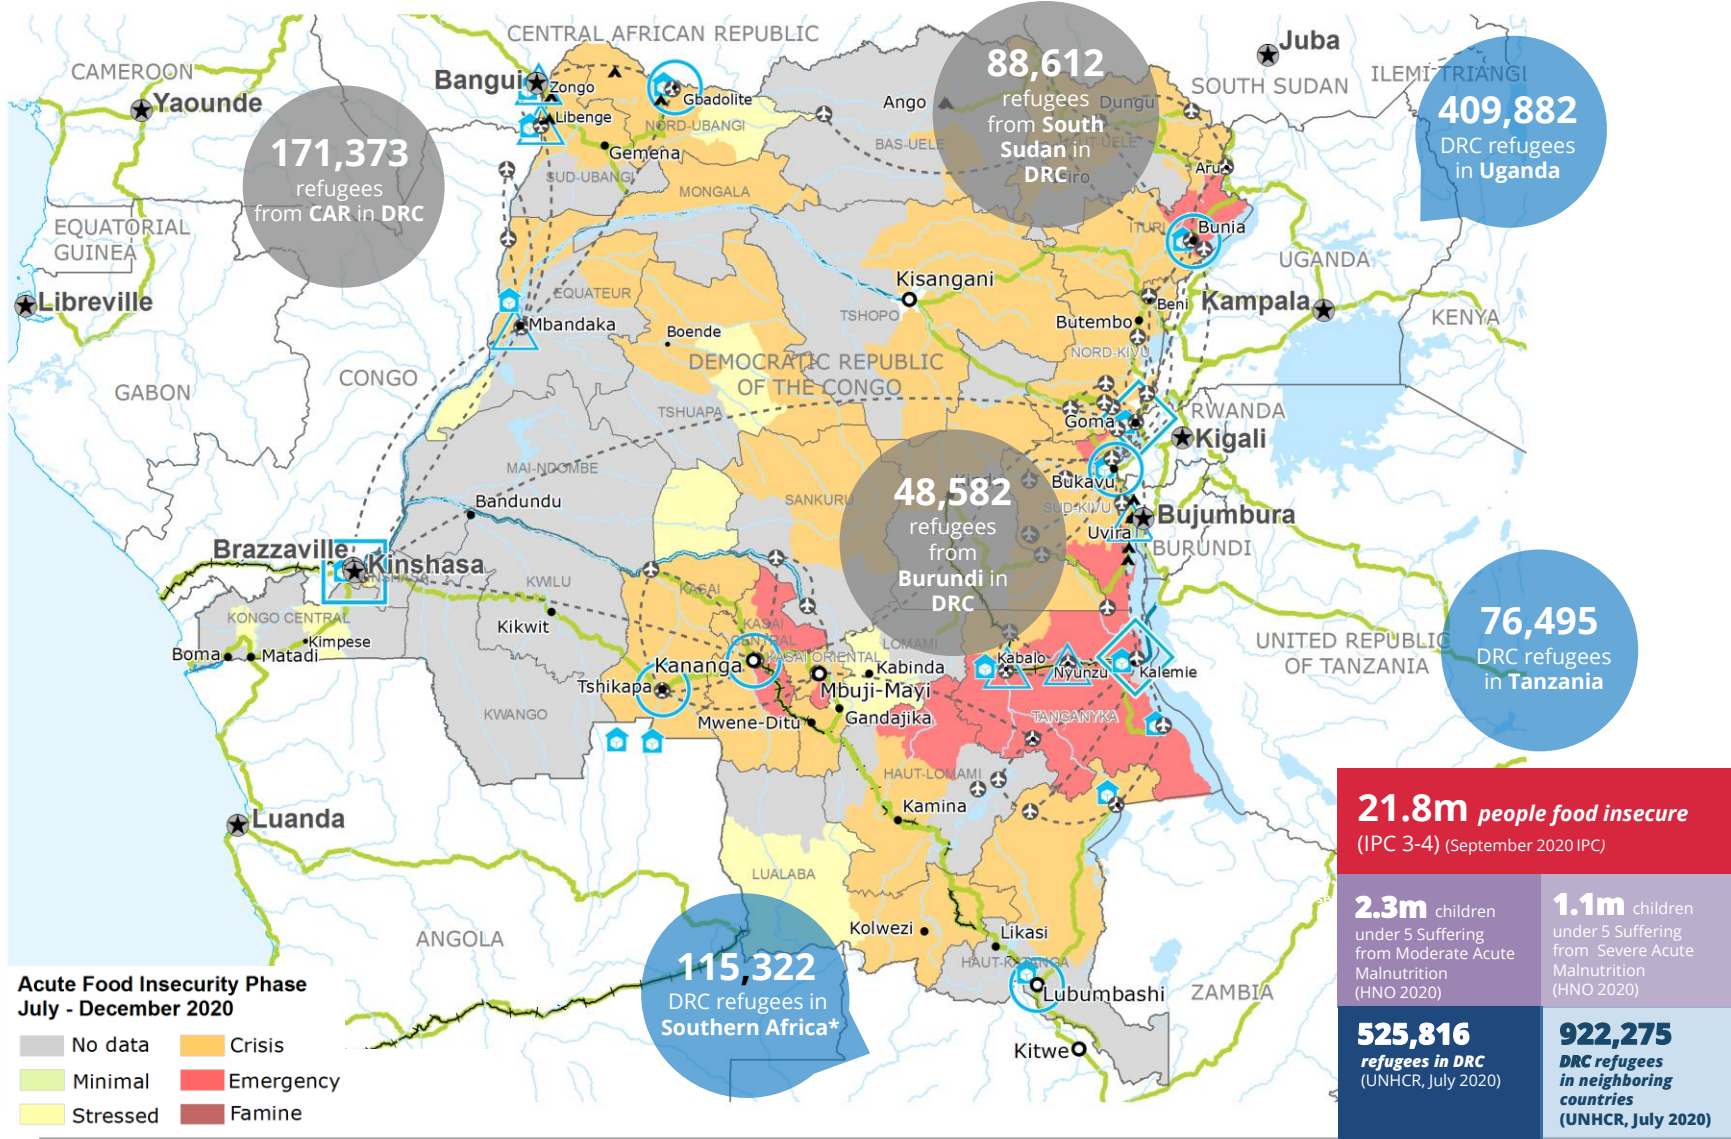 CENTRAL AFRICAN REPUBLIC
Juba
SOUTH SUDAN
ILEMI TRIANGL
CAMEROON
Yaounde
Bangui
Zongo
Gbadolite
Libenge
NORD-UBANGI
Gemena
SUD-UBANGI
MONGALA
Ango
BAS-UELE
Dungu
Aru
171,373
refugees
from CAR in DRC
88,612
refugees
from South
Sudan in
DRC
409,882
DRC refugees
in Uganda
EQUATORIAL
GUINEA
Libreville
GABON
CONGO
EQUATEUR
Mbandaka
Boende
Kisangani
TSHOPO
ITURI
Bunia
UGANDA
Beni
Kampala
Butembo
KENYA
NORD-KIVU
DEMOCRATIC REPUBLIC
OF THE CONGO
TSHUAPA
RWANDA
Goma
Kigali
MAI-NDOMBE
SANKURU
Bandundu
Bukavu
SUD-KIVU
Uvira
Bujumbura
BURUNDI
48,582
refugees
from
Burundi in
DRC
Brazzaville
Kinshasa
KWILU
KASAI
KONGO CENTRAL
Kimpese
Boma
Matadi
Kikwit
KASAI
CENTRAL
KASAI ORIENTAL
LOMAMI
Kananga
Kabinda
Tshikapa
Mbuji-Mayi
Gandajika
Mwene-Ditu
KWANGO
Kabalo
Nyunzu
Kalemie
TANGANYKA
UNITED REPUBLIC
OF TANZANIA
76,495
DRC refugees
in Tanzania
HAUT-LOMAMI
Kamina
Luanda
LUALABA
Kolwezi
Likasi
HAUT-KATANGA
Lubumbashi
ZAMBIA
Kitwe
ANGOLA
115,322
DRC refugees in
Southern Africa*
21.8m people food insecure
(IPC 3-4) (September 2020 IPC)
2.3m children
under 5 Suffering
from Moderate Acute
Malnutrition
(HNO 2020)
1.1m children
under 5 Suffering
from Severe Acute
Malnutrition
(HNO 2020)
525,816
refugees in DRC
(UNHCR, July 2020)
922,275
DRC refugees
in neighboring
countries
(UNHCR, July 2020)
Acute Food Insecurity Phase
July - December 2020
No data
Crisis
Minimal
Emergency
Stressed
Famine